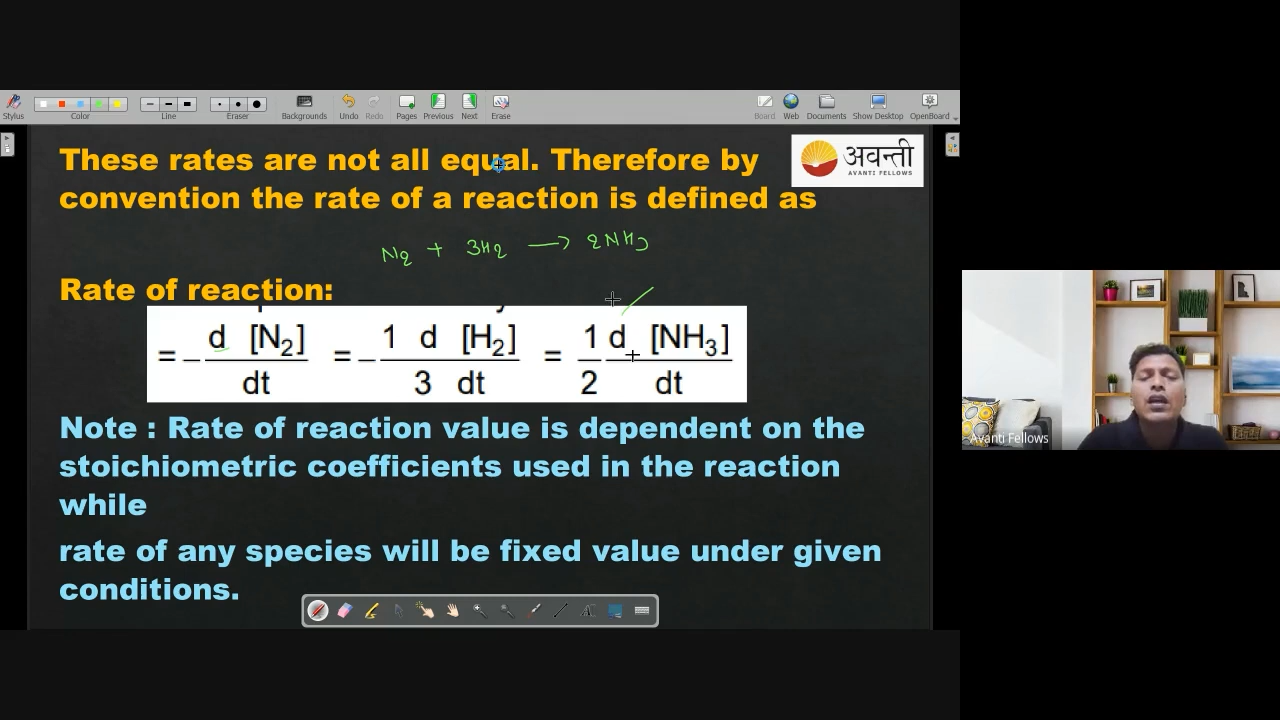 Stylus Color Line Eraser Backgrounds Undo Redo Pages Previous Next Erase Board Web Documents Show Desktop OpenBoard
These rates are not all equal. Therefore by
convention the rate of a reaction is defined as
अवन्ती
AVANTI FELLOWS
N2 + 3H2 → 2NH3
Rate of reaction:
= − d [N₂] / dt = − 1 d [H₂] / 3 dt = 1/2 d [NH₃] / dt
Note : Rate of reaction value is dependent on the
stoichiometric coefficients used in the reaction
while
rate of any species will be fixed value under given
conditions.
Avanti Fellows